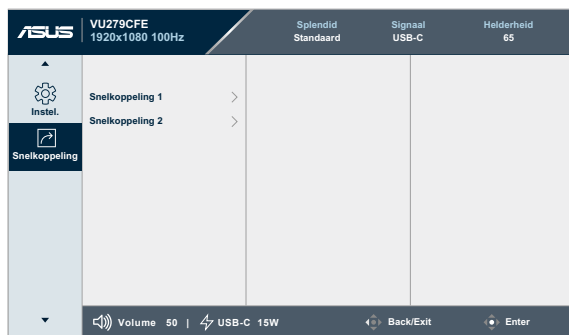 ASUS
VU279CFE
1920x1080 100Hz
Splendid
Standaard
Signaal
USB-C
Helderheid
65
Instel.
Snelkoppeling
Snelkoppeling 1
Snelkoppeling 2
Volume 50 | USB-C 15W
Back/Exit
Enter